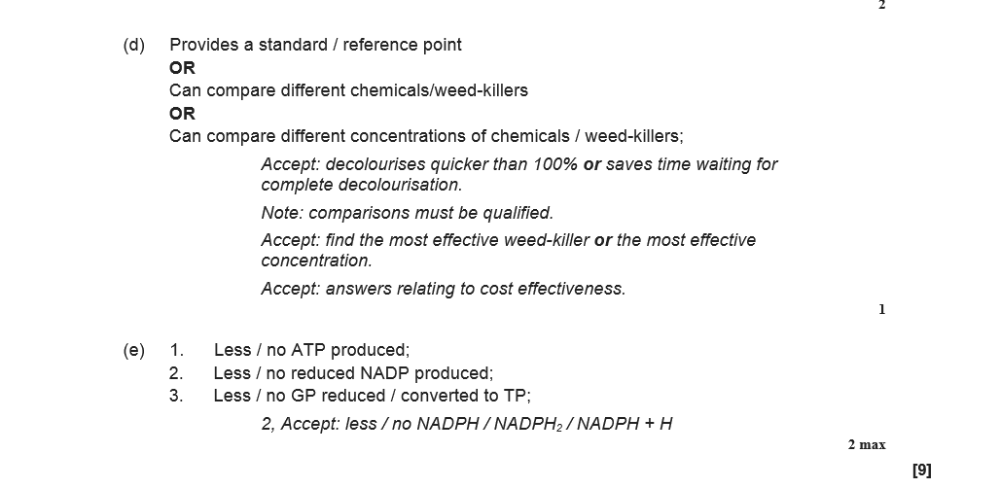 2
(d) Provides a standard / reference point
OR
Can compare different chemicals/weed-killers
OR
Can compare different concentrations of chemicals / weed-killers;
Accept: decolourises quicker than 100% or saves time waiting for
complete decolourisation.
Note: comparisons must be qualified.
Accept: find the most effective weed-killer or the most effective
concentration.
Accept: answers relating to cost effectiveness.
1
(e) 1. Less / no ATP produced;
2. Less / no reduced NADP produced;
3. Less / no GP reduced / converted to TP;
2, Accept: less / no NADPH / NADPH₂ / NADPH + H
2 max
[9]